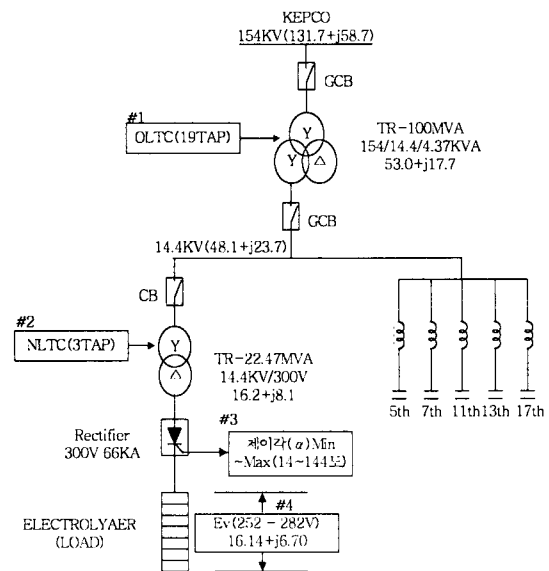 KEPCO
154KV(131.7+j58.7)
GCB
#1
OLTC(19TAP)
Y
Y
△
TR-100MVA
154/14.4/4.37KVA
53.0+j17.7
GCB
14.4KV(48.1+j23.7)
CB
#2
NLTC(3TAP)
Y
△
TR-22.47MVA
14.4KV/300V
16.2+j8.1
5th 7th 11th 13th 17th
Rectifier
300V 66KA
#3
제이각(α)Min
~Max(14~144도)
ELECTROLYAER
(LOAD)
#4
Ev(252 - 282V)
16.14+j6.70